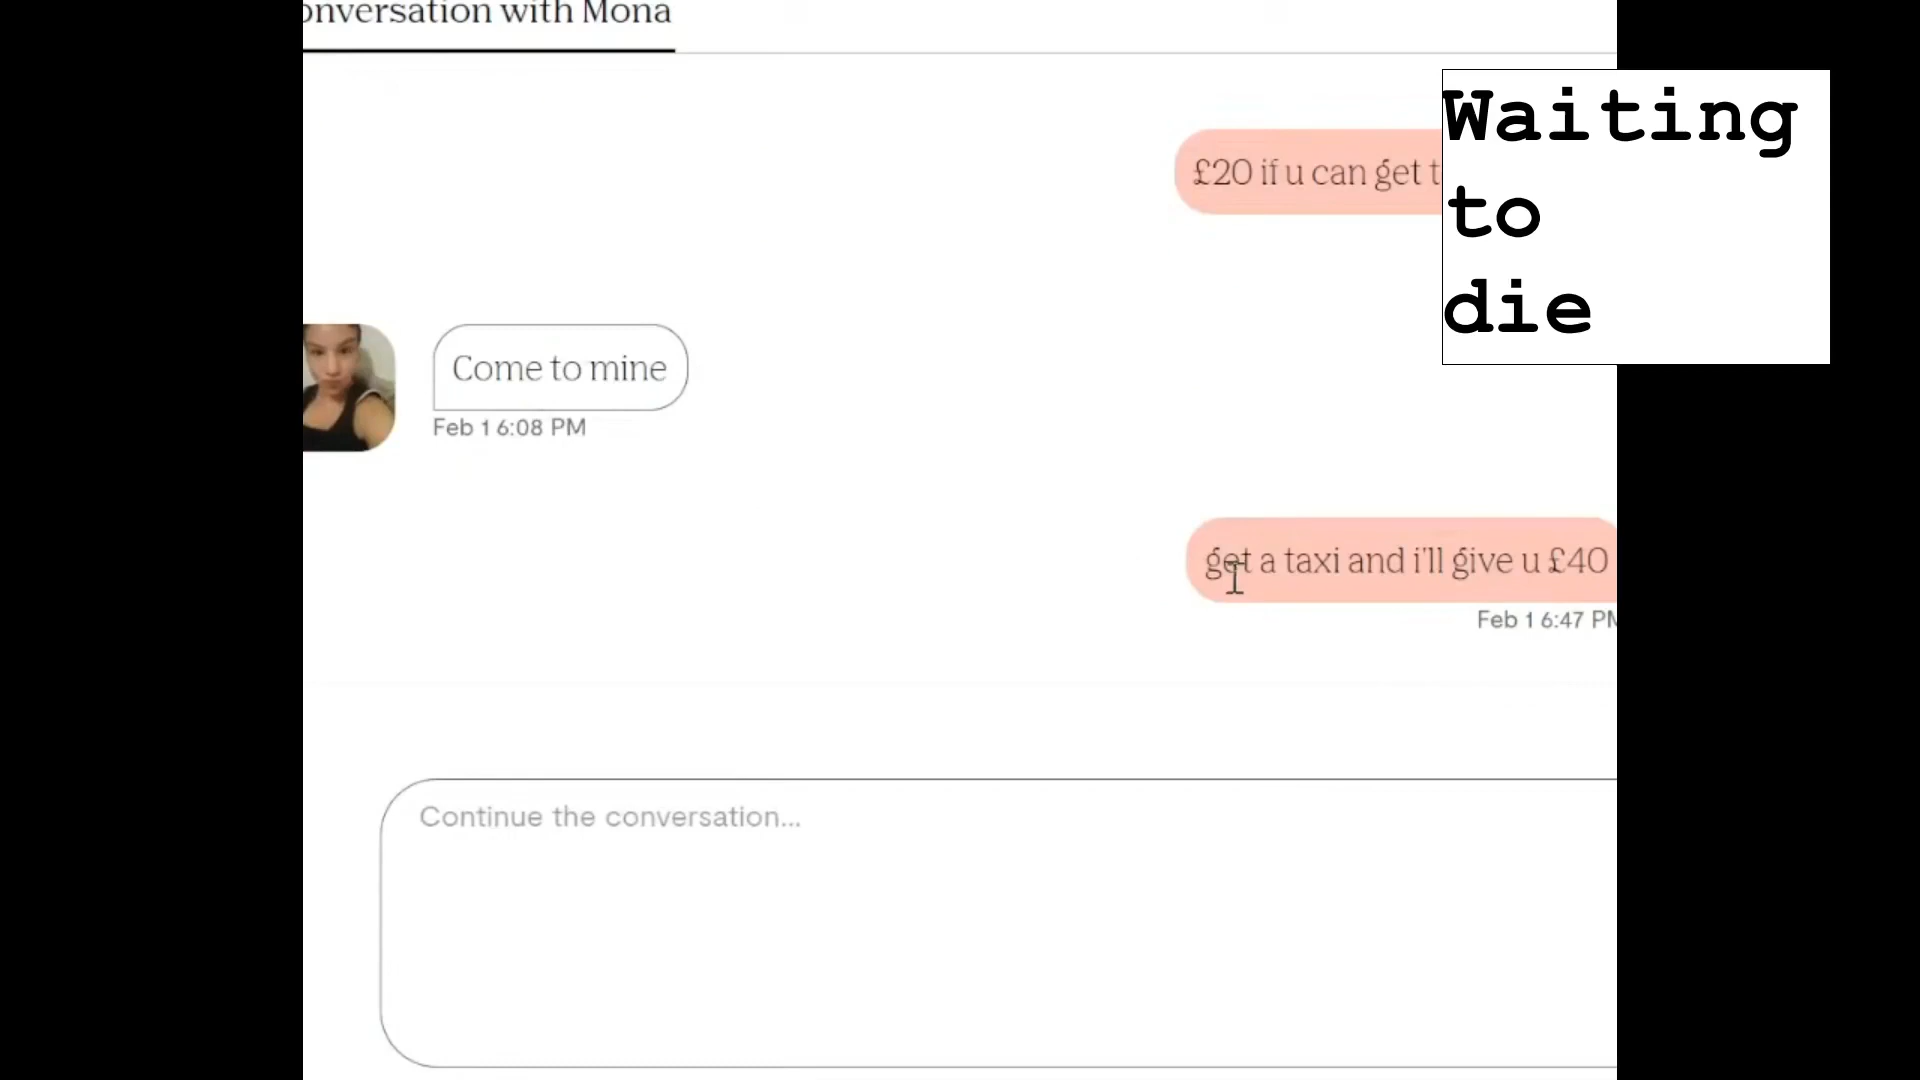 onversation with Mona
£20 if u can get t
Waiting
to
die
Come to mine
Feb 1 6:08 PM
get a taxi and i'll give u £40
Feb 1 6:47 PM
Continue the conversation...